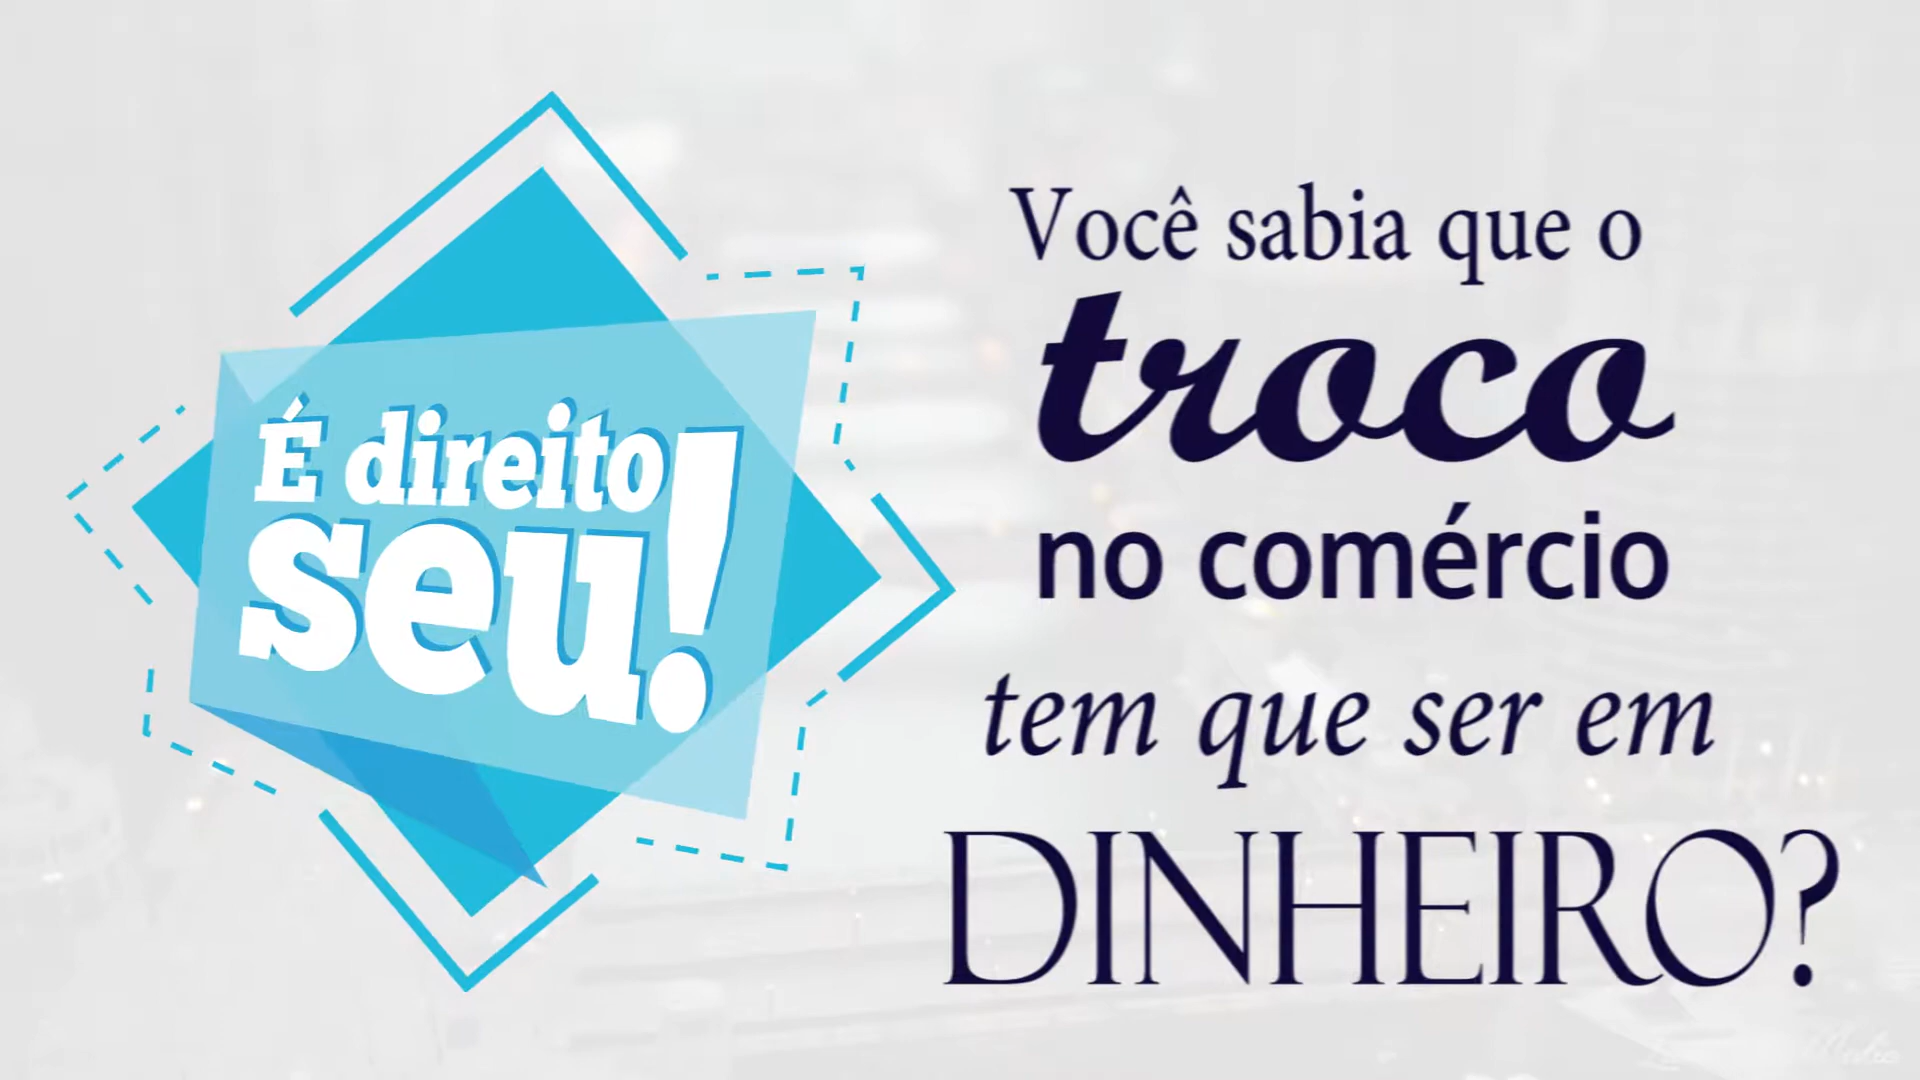 É direito
seu!
Você sabia que o
troco
no comércio
tem que ser em
DINHEIRO?